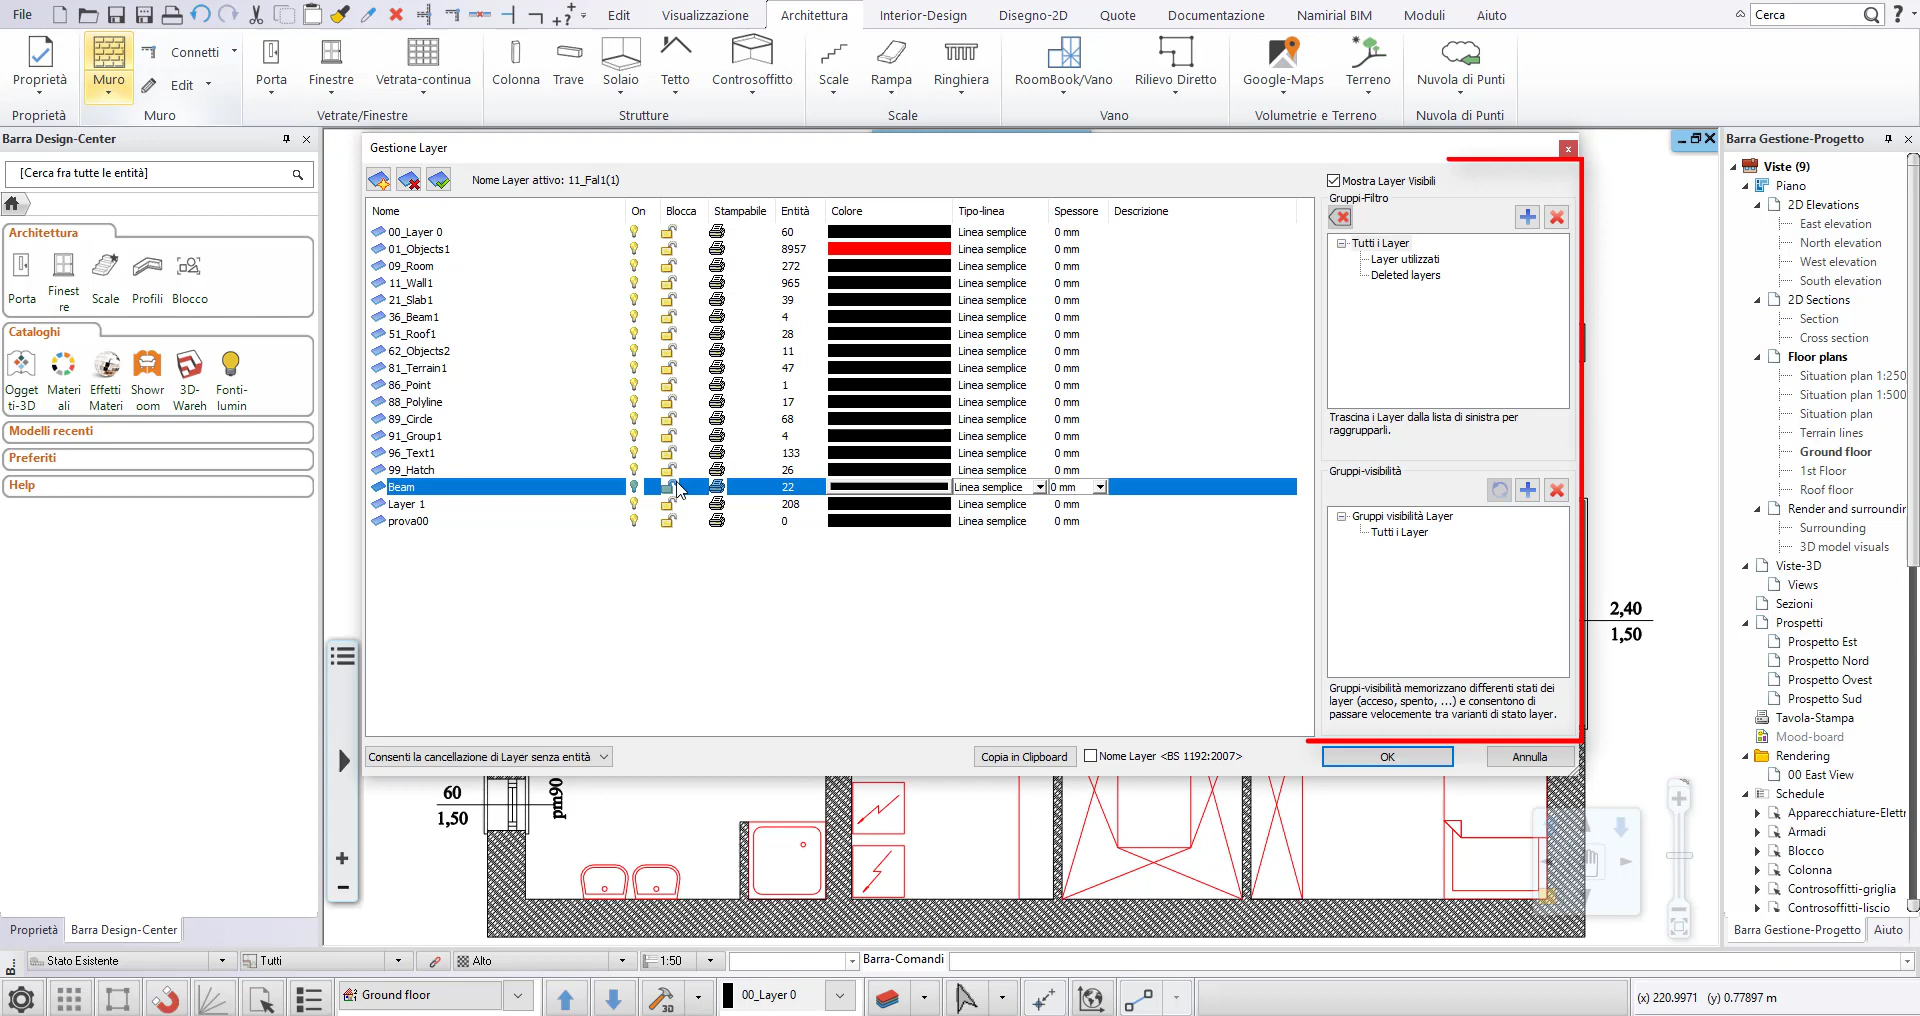 File
Edit
Visualizzazione
Architettura
Interior-Design
Disegno-2D
Quote
Documentazione
Namirial BIM
Moduli
Aiuto
Cerca
Proprietà
Muro
Connetti
Edit
Porta
Finestre
Vetrata-continua
Colonna
Trave
Solaio
Tetto
Controsoffitto
Scale
Rampa
Ringhiera
RoomBook/Vano
Rilievo Diretto
Google-Maps
Terreno
Nuvola di Punti
Proprietà
Muro
Vetrate/Finestre
Strutture
Scale
Vano
Volumetrie e Terreno
Nuvola di Punti
Barra Design-Center
[Cerca fra tutte le entità]
Architettura
Porta
Finest
re
Scale
Profili
Blocco
Cataloghi
Ogget
ti-3D
Materi
ali
Effetti
Materi
Showr
oom
3D-
Wareh
Fonti-
lumin
Modelli recenti
Preferiti
Help
Proprietà
Barra Design-Center
Gestione Layer
Nome Layer attivo: 11_Fal1(1)
Nome On Blocca Stampabile Entità Colore Tipo-linea Spessore Descrizione
00_Layer 0 60 Linea semplice 0 mm
01_Objects1 8957 Linea semplice 0 mm
09_Room 272 Linea semplice 0 mm
11_Wall1 965 Linea semplice 0 mm
21_Slab1 39 Linea semplice 0 mm
36_Beam1 4 Linea semplice 0 mm
51_Roof1 28 Linea semplice 0 mm
62_Objects2 11 Linea semplice 0 mm
81_Terrain1 47 Linea semplice 0 mm
86_Point 1 Linea semplice 0 mm
88_Polyline 17 Linea semplice 0 mm
89_Circle 68 Linea semplice 0 mm
91_Group1 4 Linea semplice 0 mm
96_Text1 133 Linea semplice 0 mm
99_Hatch 26 Linea semplice 0 mm
Beam 22 Linea semplice 0 mm
Layer 1 208 Linea semplice 0 mm
prova00 0 Linea semplice 0 mm
Mostra Layer Visibili
Gruppi-Filtro
Tutti i Layer
Layer utilizzati
Deleted layers
Trascina i Layer dalla lista di sinistra per
raggrupparli.
Gruppi-visibilità
Gruppi visibilità Layer
Tutti i Layer
Gruppi-visibilità memorizzano differenti stati dei
layer (acceso, spento, ...) e consentono di
passare velocemente tra varianti di stato layer.
Consenti la cancellazione di Layer senza entità
Copia in Clipboard
Nome Layer <BS 1192:2007>
OK
Annulla
60
1,50
pm90
2,40
1,50
Barra Gestione-Progetto
Viste (9)
Piano
2D Elevations
East elevation
North elevation
West elevation
South elevation
2D Sections
Section
Cross section
Floor plans
Situation plan 1:250
Situation plan 1:500
Situation plan
Terrain lines
Ground floor
1st Floor
Roof floor
Render and surroundin
Surrounding
3D model visuals
Viste-3D
Views
Sezioni
Prospetti
Prospetto Est
Prospetto Nord
Prospetto Ovest
Prospetto Sud
Tavola-Stampa
Mood-board
Rendering
00 East View
Schedule
Apparecchiature-Elettr
Armadi
Blocco
Colonna
Controsoffitti-griglia
Controsoffitti-liscio
Barra Gestione-Progetto
Aiuto
B...
Stato Esistente
Tutti
Alto
1:50
Barra-Comandi
Ground floor
3D
00_Layer 0
(x) 220.9971 (y) 0.77897 m